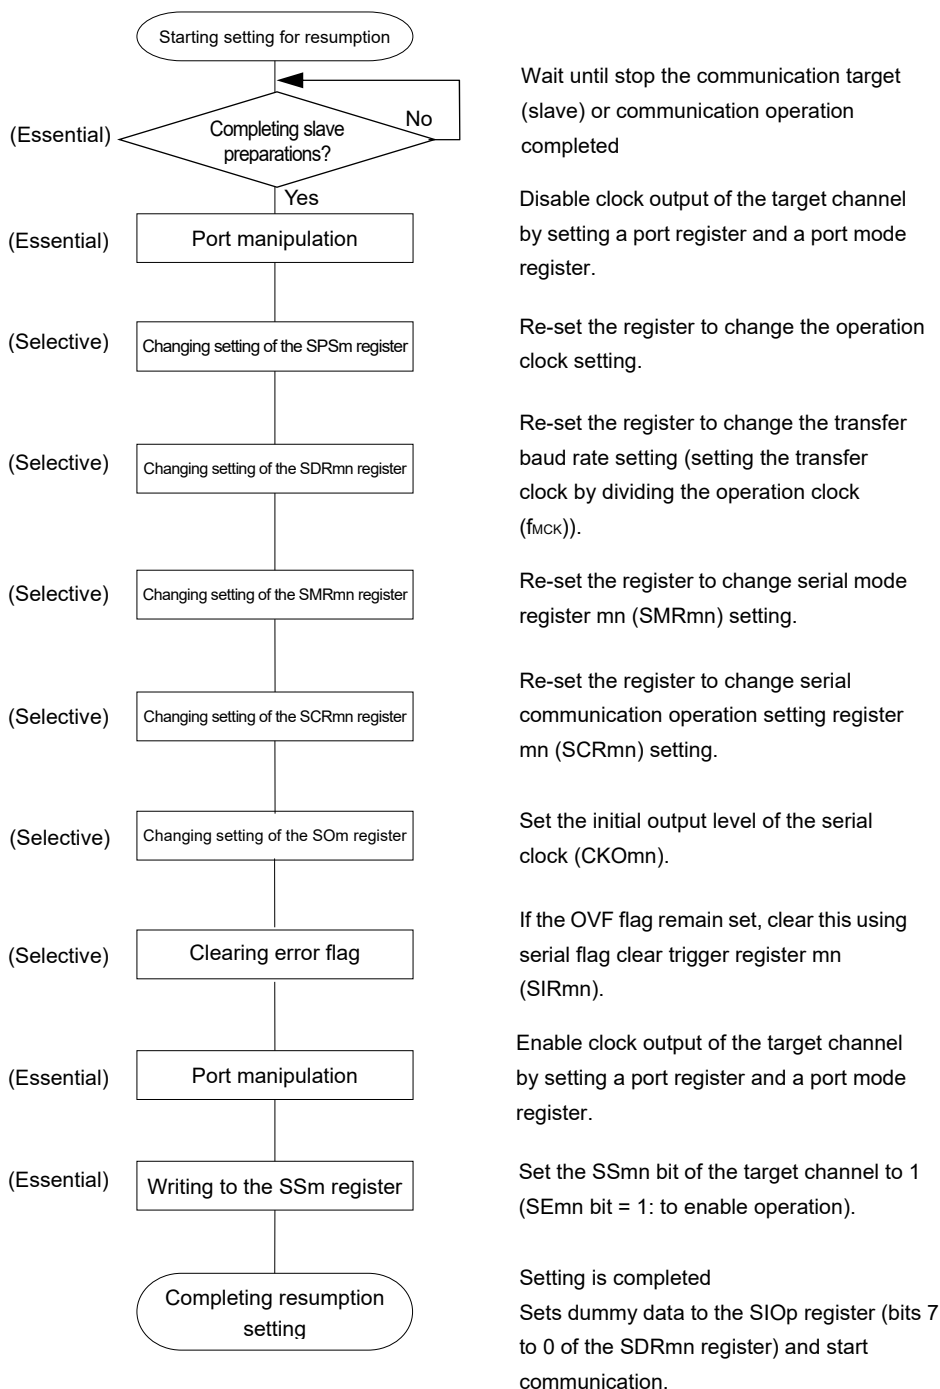 Starting setting for resumption
(Essential)
Completing slave
preparations?
No
Wait until stop the communication target
(slave) or communication operation
completed
Yes
(Essential)
Port manipulation
Disable clock output of the target channel
by setting a port register and a port mode
register.
(Selective)
Changing setting of the SPSm register
Re-set the register to change the operation
clock setting.
(Selective)
Changing setting of the SDRmn register
Re-set the register to change the transfer
baud rate setting (setting the transfer
clock by dividing the operation clock
(fMCK)).
(Selective)
Changing setting of the SMRmn register
Re-set the register to change serial mode
register mn (SMRmn) setting.
(Selective)
Changing setting of the SCRmn register
Re-set the register to change serial
communication operation setting register
mn (SCRmn) setting.
(Selective)
Changing setting of the SOm register
Set the initial output level of the serial
clock (CKOmn).
(Selective)
Clearing error flag
If the OVF flag remain set, clear this using
serial flag clear trigger register mn
(SIRmn).
(Essential)
Port manipulation
Enable clock output of the target channel
by setting a port register and a port mode
register.
(Essential)
Writing to the SSm register
Set the SSmn bit of the target channel to 1
(SEmn bit = 1: to enable operation).
Completing resumption
setting
Setting is completed
Sets dummy data to the SIOp register (bits 7
to 0 of the SDRmn register) and start
communication.